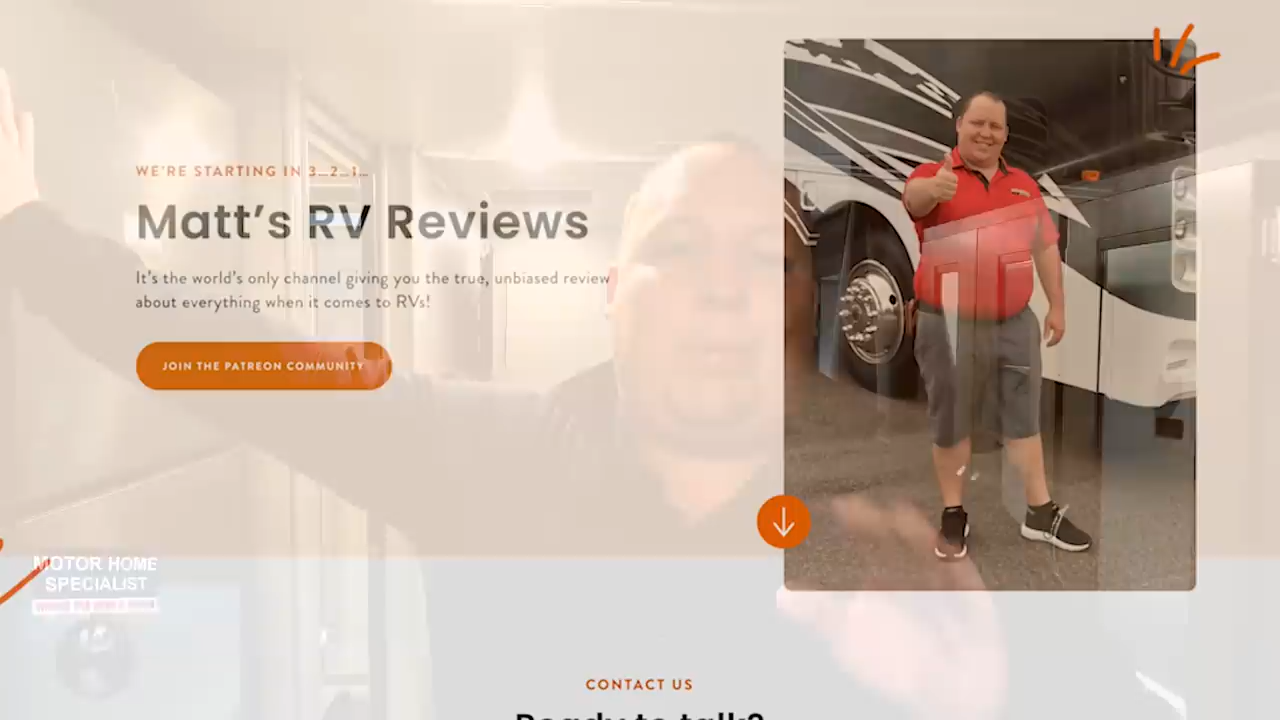 WE'RE STARTING IN 3...2...1...
Matt's RV Reviews
It's the world's only channel giving you the true, unbiased review
about everything when it comes to RVs!
JOIN THE PATREON COMMUNITY
MOTOR HOME
SPECIALIST
CONTACT US
Ready to talk?